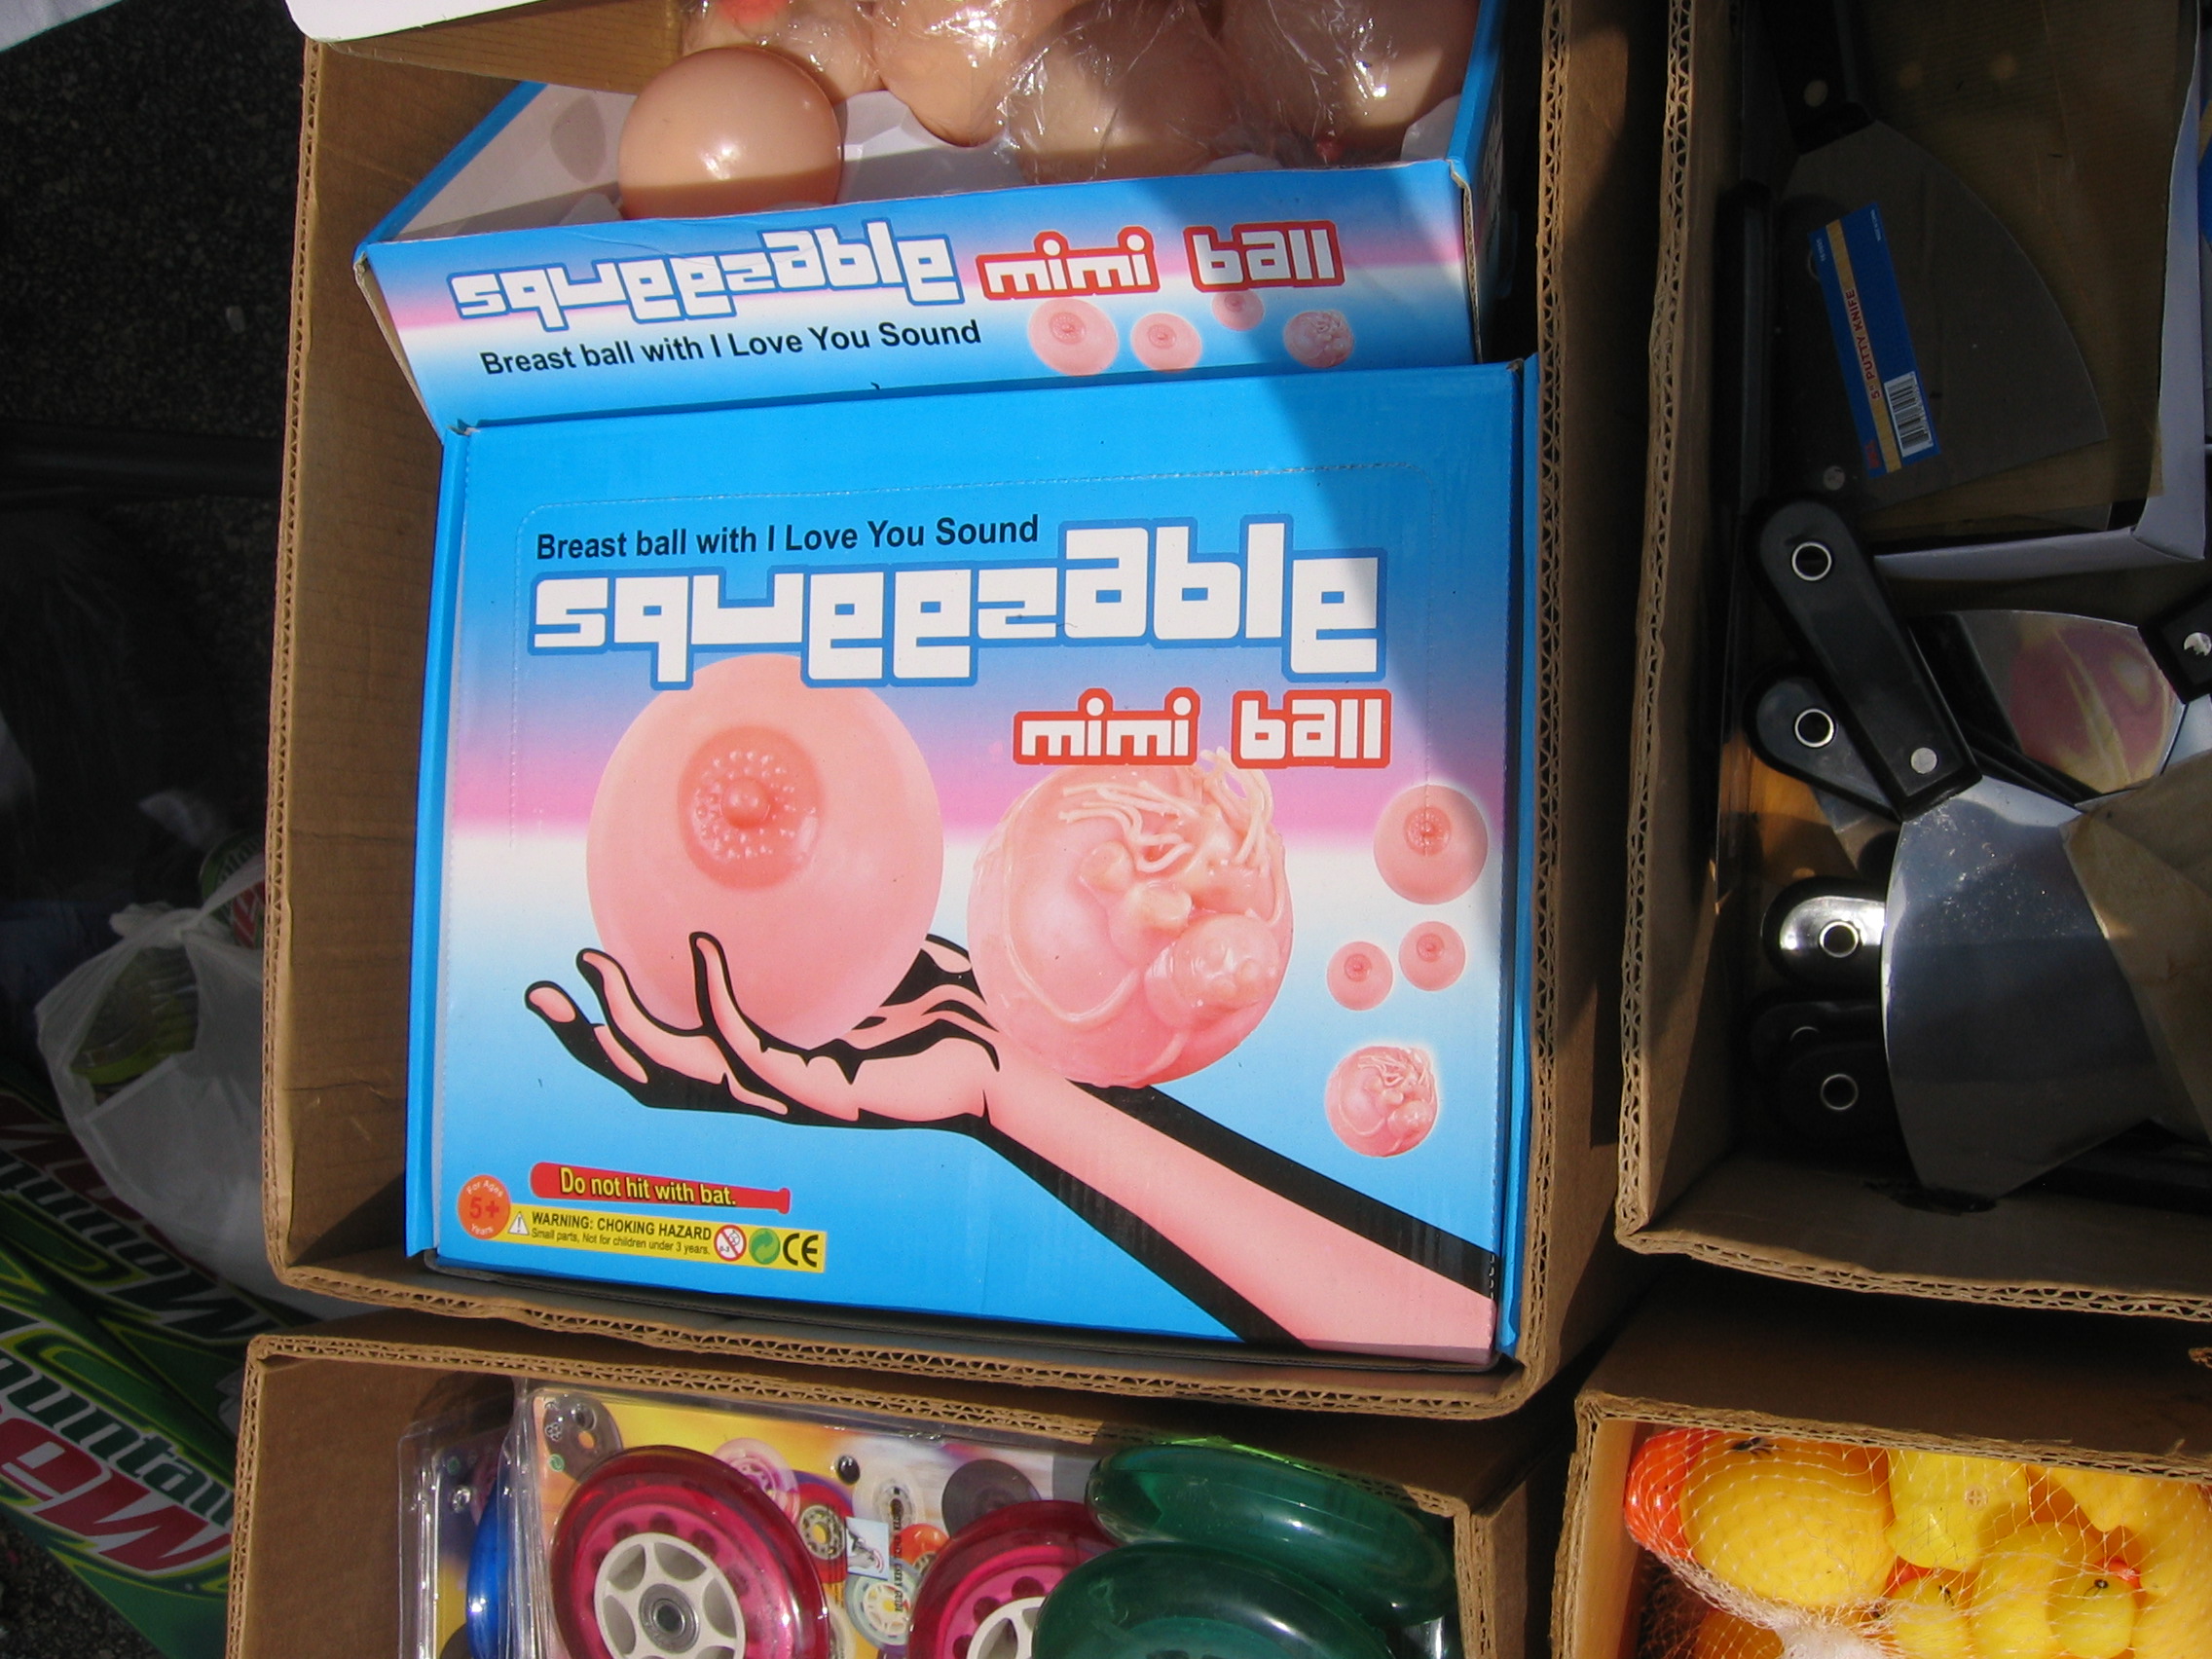 squeezable mimi ball
Breast ball with I Love You Sound
Breast ball with I Love You Sound
squeezable
mimi ball
Do not hit with bat.
For Ages
5+
Years
WARNING: CHOKING HAZARD
Small parts, Not for children under 3 years.
0-3
CE
5" PUTTY KNIFE